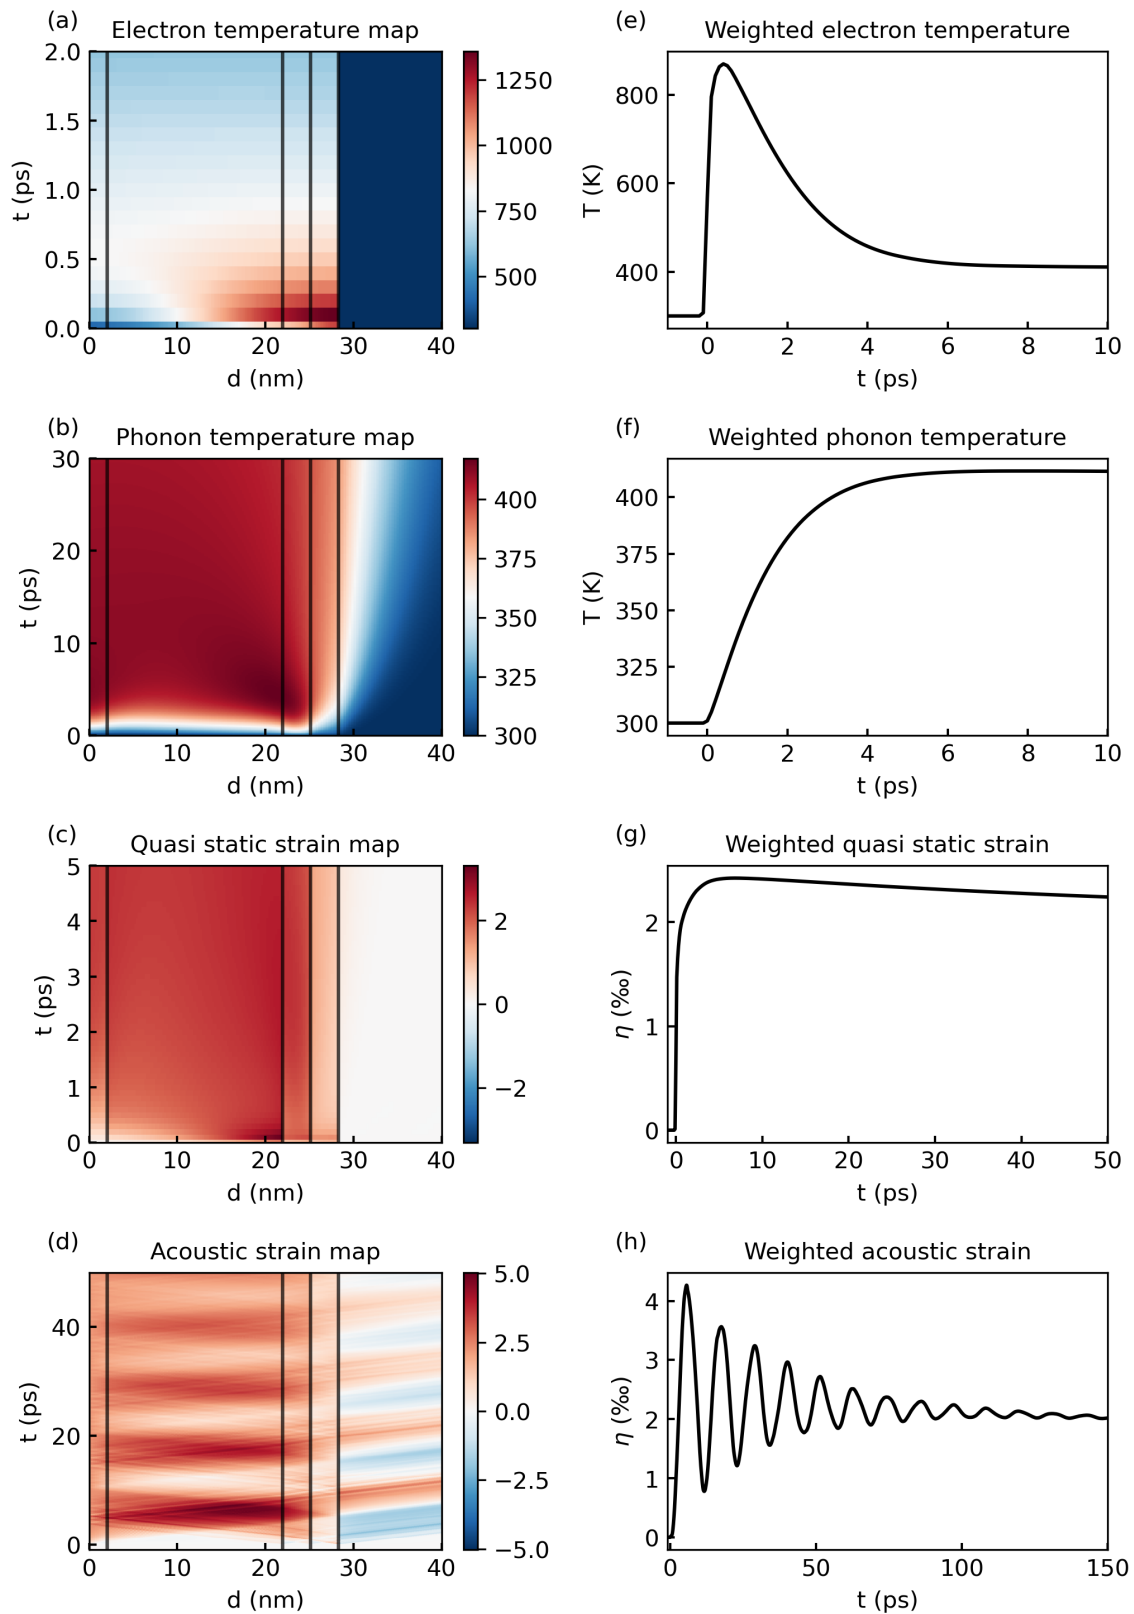 (a) Electron temperature map
2.0
1.5
1.0
0.5
0.0
t (ps)
0 10 20 30 40
d (nm)
1250
1000
750
500
(e) Weighted electron temperature
800
600
400
T (K)
0 2 4 6 8 10
t (ps)
(b) Phonon temperature map
30
20
10
0
t (ps)
0 10 20 30 40
d (nm)
400
375
350
325
300
(f) Weighted phonon temperature
400
375
350
325
300
T (K)
0 2 4 6 8 10
t (ps)
(c) Quasi static strain map
5
4
3
2
1
0
t (ps)
0 10 20 30 40
d (nm)
2
0
−2
(g) Weighted quasi static strain
2
1
0
η (‰)
0 10 20 30 40 50
t (ps)
(d) Acoustic strain map
40
20
0
t (ps)
0 10 20 30 40
d (nm)
5.0
2.5
0.0
−2.5
−5.0
(h) Weighted acoustic strain
4
3
2
1
0
η (‰)
0 50 100 150
t (ps)